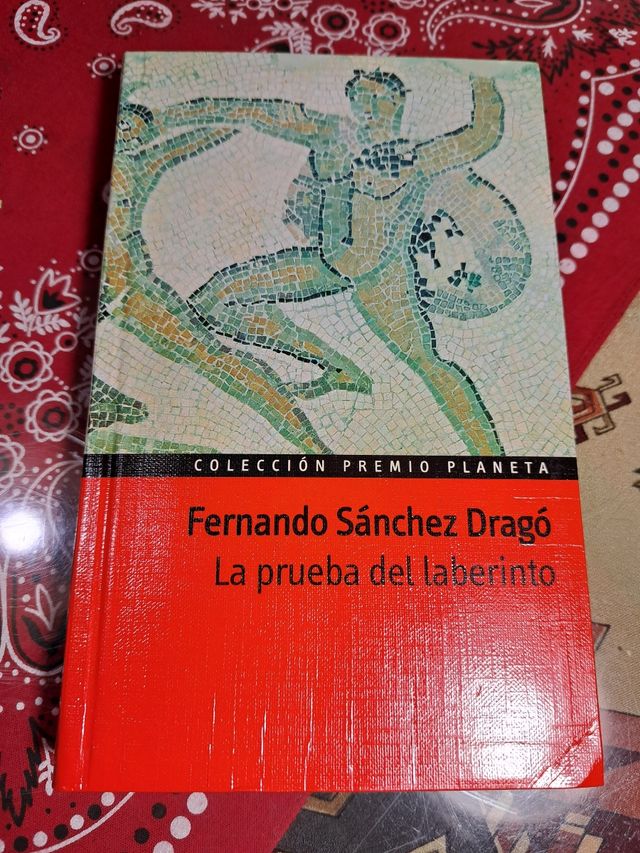 COLECCIÓN PREMIO PLANETA
Fernando Sánchez Dragó
La prueba del laberinto